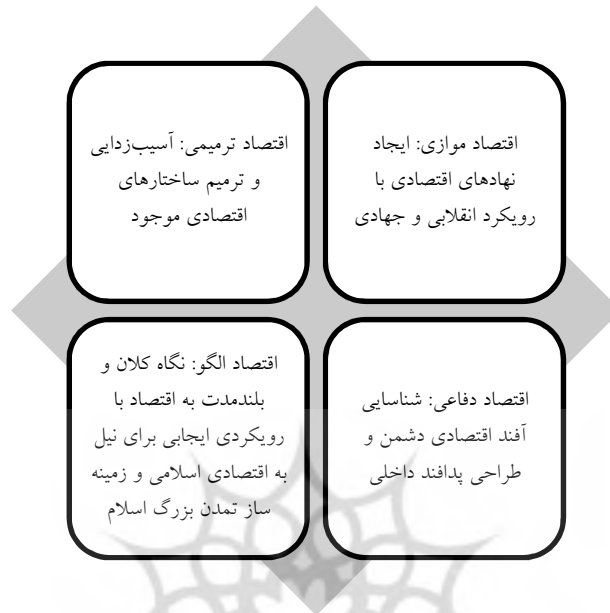 اقتصاد موازی: ایجاد
نهادهای اقتصادی با
رویکرد انقلابی و جهادی
اقتصاد ترمیمی: آسیب‌زدایی
و ترمیم ساختارهای
اقتصادی موجود
اقتصاد دفاعی: شناسایی
آفند اقتصادی دشمن و
طراحی پدافند داخلی
اقتصاد الگو: نگاه کلان و
بلندمدت به اقتصاد با
رویکردی ایجابی برای نیل
به اقتصادی اسلامی و زمینه
ساز تمدن بزرگ اسلام